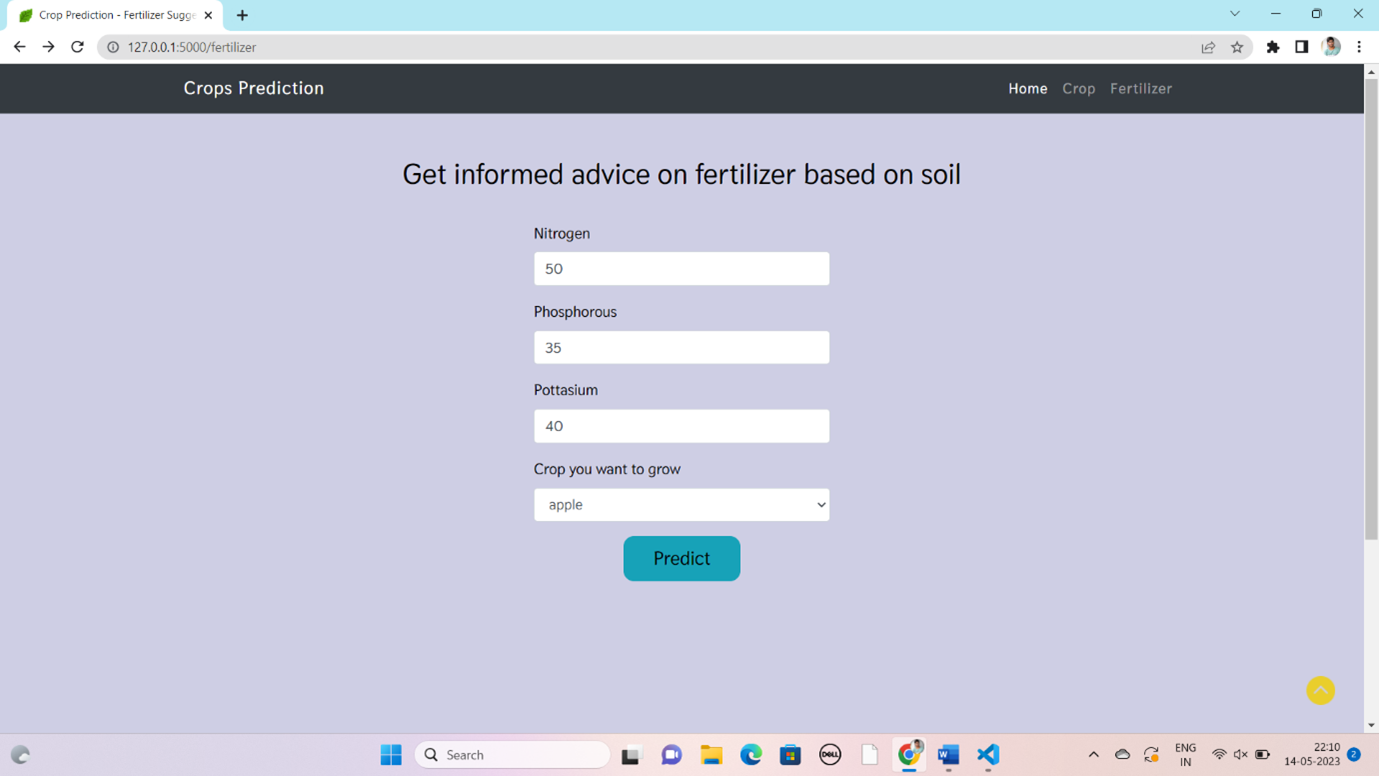 Crop Prediction - Fertilizer Sugge
127.0.0.1:5000/fertilizer
Crops Prediction
Home Crop Fertilizer
Get informed advice on fertilizer based on soil
Nitrogen
50
Phosphorous
35
Pottasium
40
Crop you want to grow
apple
Predict
Search
DELL
W
ENG
IN
22:10
14-05-2023
2